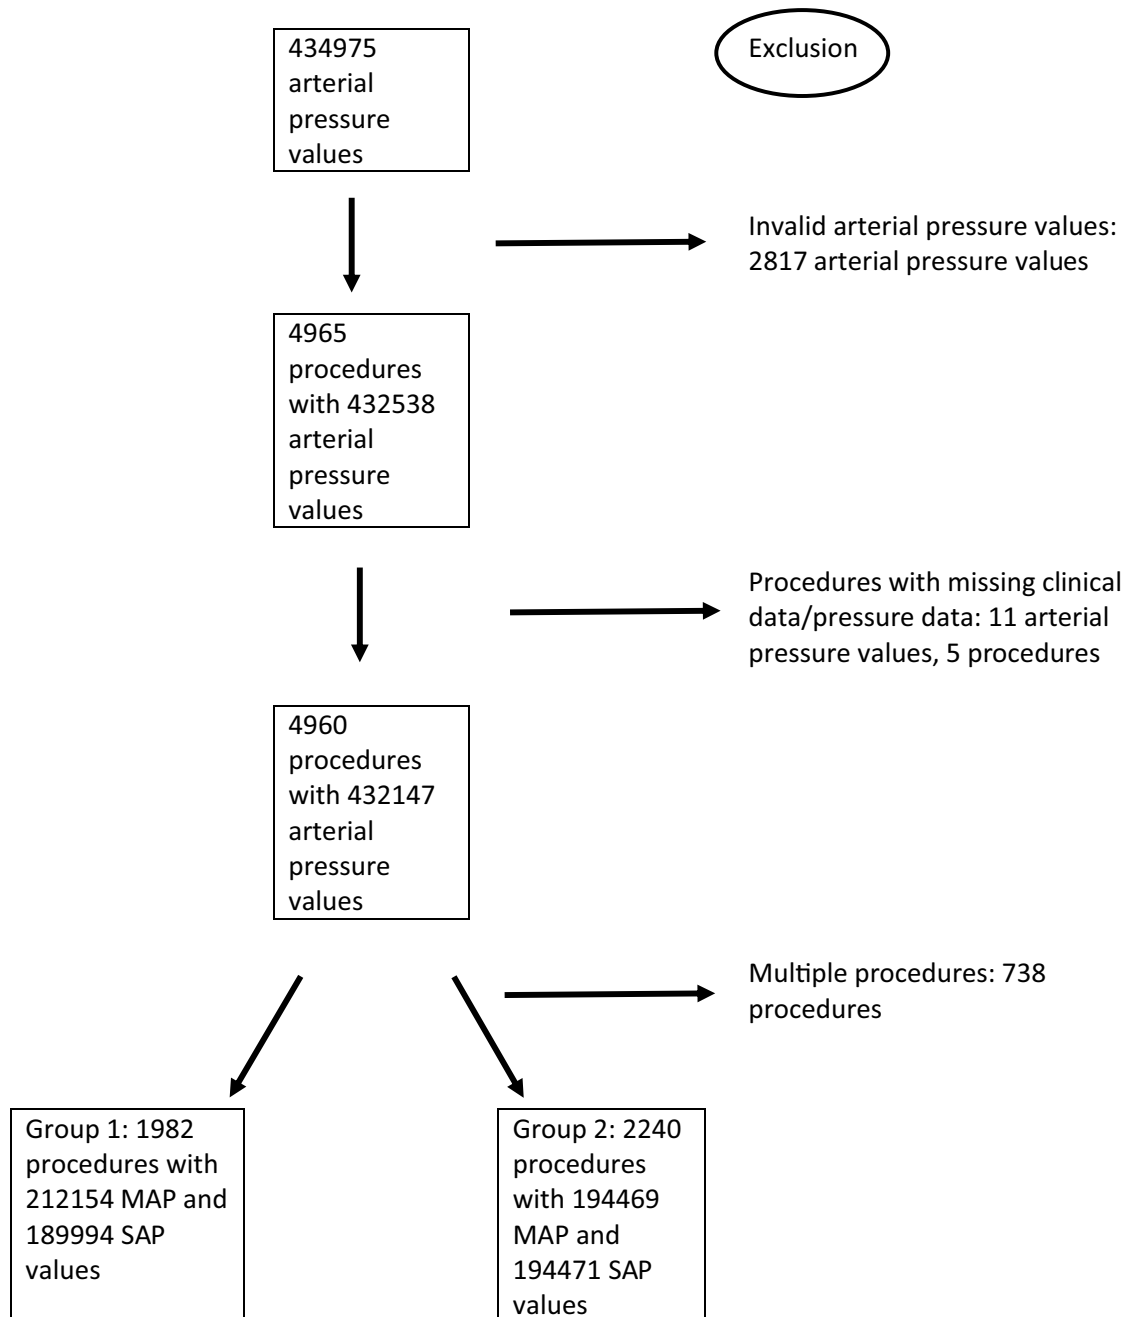 434975
arterial
pressure
values
Exclusion
Invalid arterial pressure values:
2817 arterial pressure values
4965
procedures
with 432538
arterial
pressure
values
Procedures with missing clinical
data/pressure data: 11 arterial
pressure values, 5 procedures
4960
procedures
with 432147
arterial
pressure
values
Multiple procedures: 738
procedures
Group 1: 1982
procedures with
212154 MAP and
189994 SAP
values
Group 2: 2240
procedures
with 194469
MAP and
194471 SAP
values